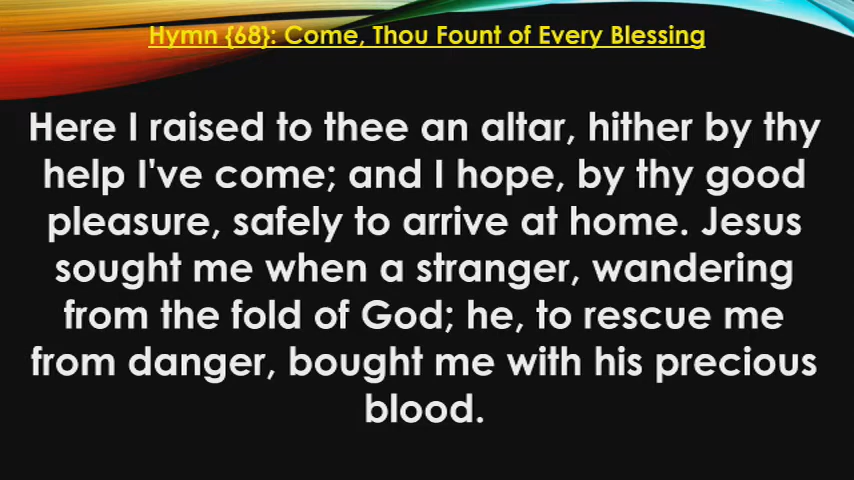 Hymn {68}: Come, Thou Fount of Every Blessing
Here I raised to thee an altar, hither by thy
help I've come; and I hope, by thy good
pleasure, safely to arrive at home. Jesus
sought me when a stranger, wandering
from the fold of God; he, to rescue me
from danger, bought me with his precious
blood.